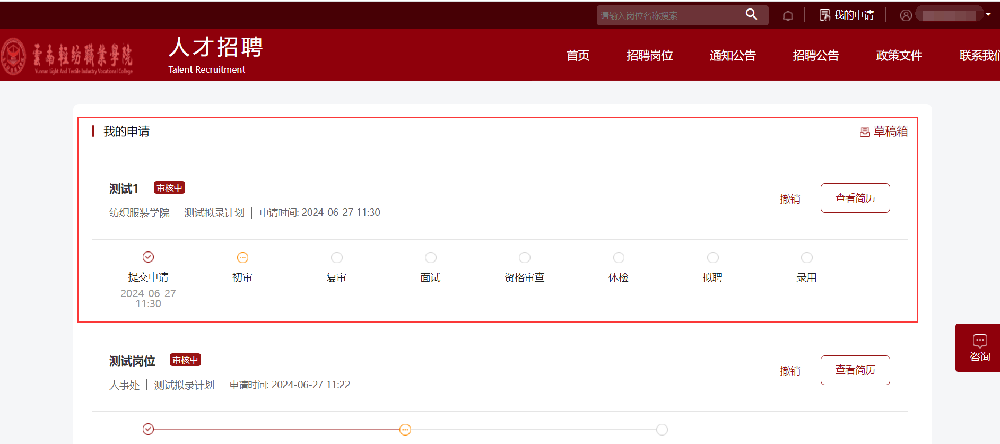 请输入岗位名称搜索
我的申请
雲南輕纺職業學院
Yunnan Light And Textile Industry Vocational College
人才招聘
Talent Recruitment
首页 招聘岗位 通知公告 招聘公告 政策文件 联系我们
我的申请
草稿箱
测试1 审核中
纺织服装学院 测试拟录计划 申请时间: 2024-06-27 11:30
撤销 查看简历
提交申请 初审 复审 面试 资格审查 体检 拟聘 录用
2024-06-27
11:30
咨询
测试岗位 审核中
人事处 测试拟录计划 申请时间: 2024-06-27 11:22
撤销 查看简历